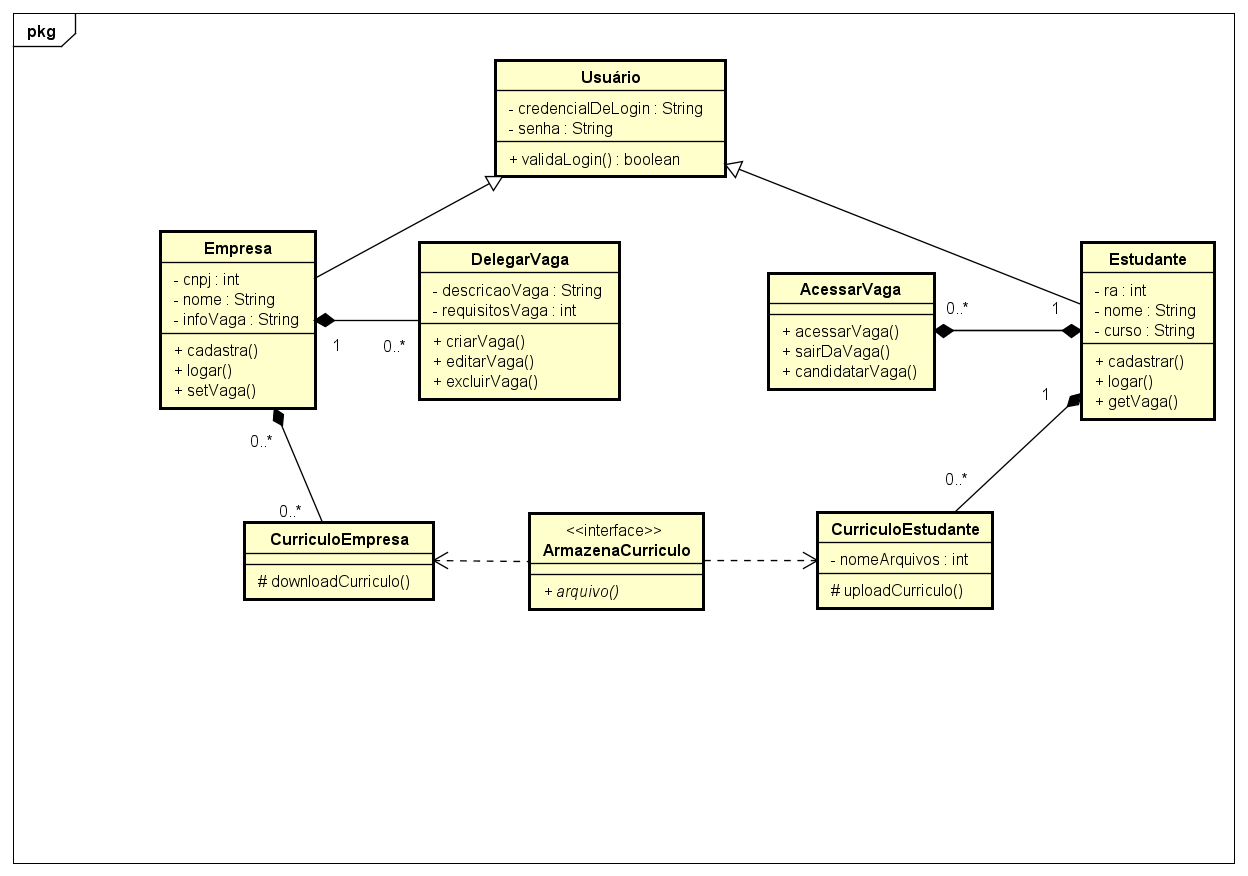 pkg
Usuário
- credencialDeLogin : String
- senha : String
+ validaLogin() : boolean
Empresa
- cnpj : int
- nome : String
- infoVaga : String
+ cadastra()
+ logar()
+ setVaga()
1
0..*
DelegarVaga
- descricaoVaga : String
- requisitosVaga : int
+ criarVaga()
+ editarVaga()
+ excluirVaga()
AcessarVaga
+ acessarVaga()
+ sairDaVaga()
+ candidatarVaga()
0..*
1
Estudante
- ra : int
- nome : String
- curso : String
+ cadastrar()
+ logar()
+ getVaga()
0..*
0..*
1
0..*
CurriculoEmpresa
# downloadCurriculo()
<<interface>>
ArmazenaCurriculo
+ arquivo()
CurriculoEstudante
- nomeArquivos : int
# uploadCurriculo()